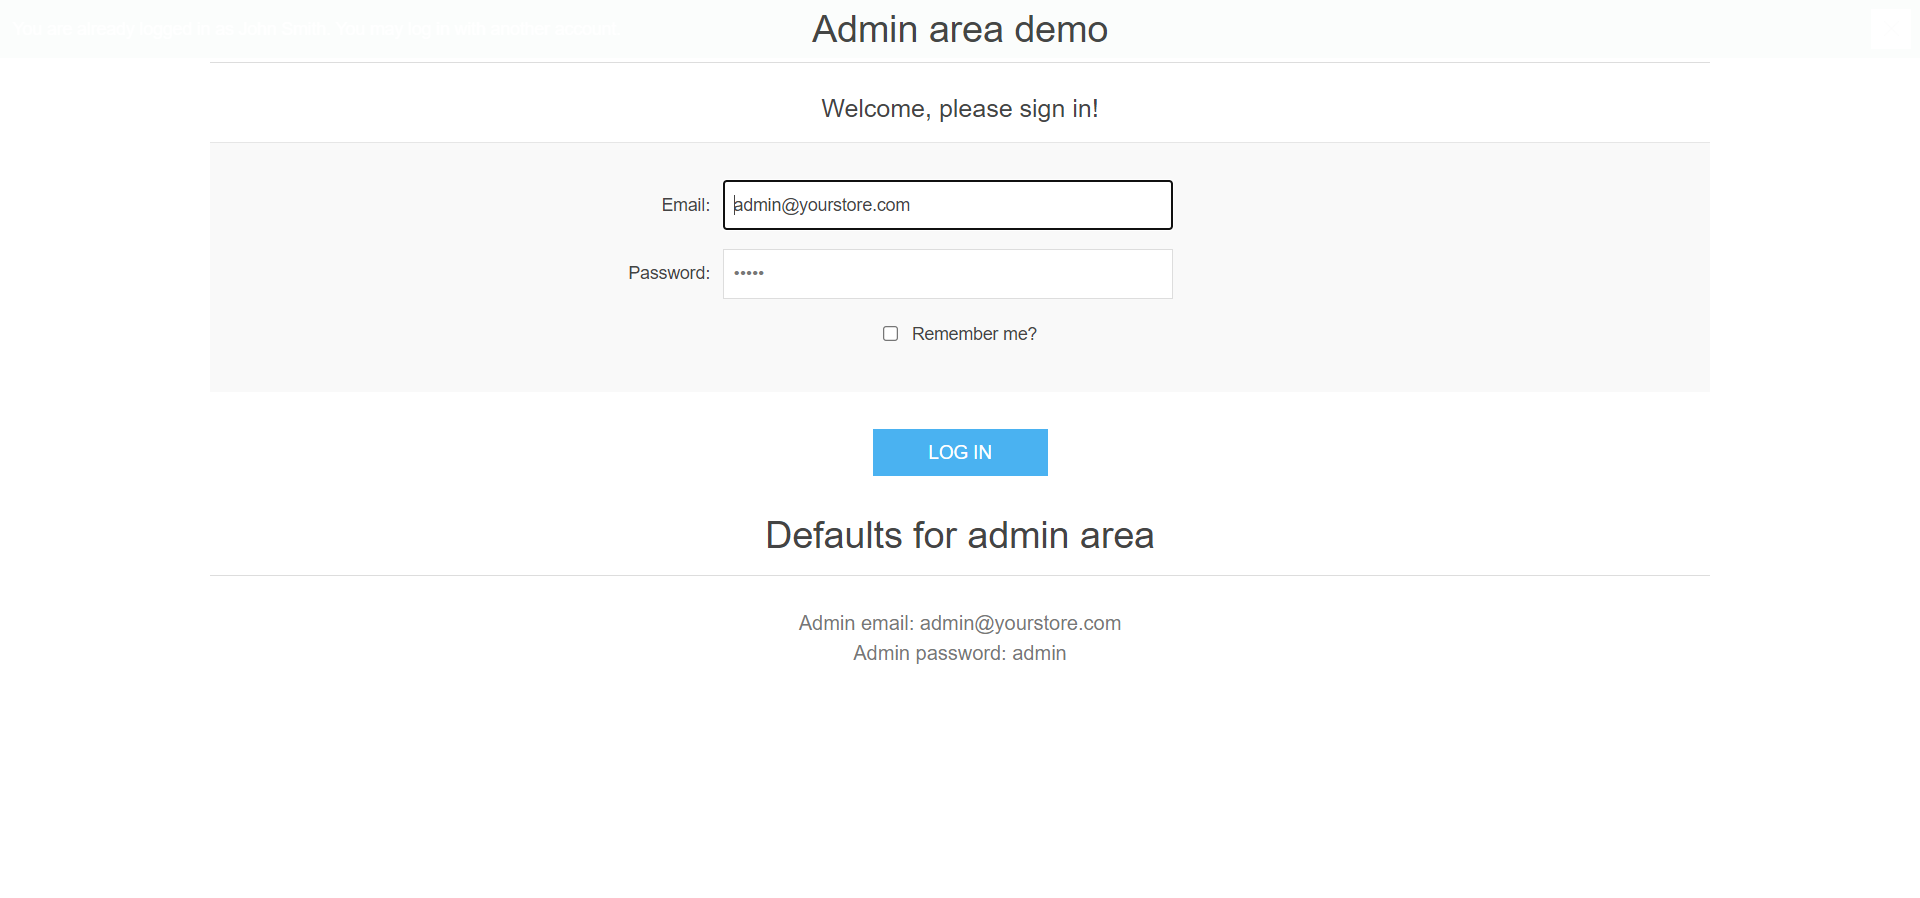 Admin area demo
Welcome, please sign in!
Email: admin@yourstore.com
Password: •••••
Remember me?
LOG IN
Defaults for admin area
Admin email: admin@yourstore.com
Admin password: admin